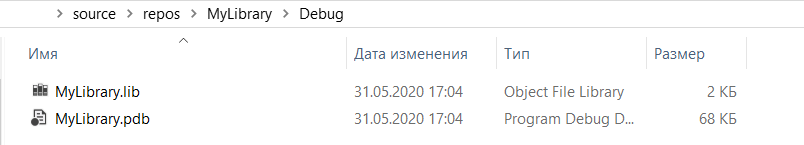 source > repos > MyLibrary > Debug
Имя Дата изменения Тип Размер
MyLibrary.lib 31.05.2020 17:04 Object File Library 2 КБ
MyLibrary.pdb 31.05.2020 17:04 Program Debug D... 68 КБ